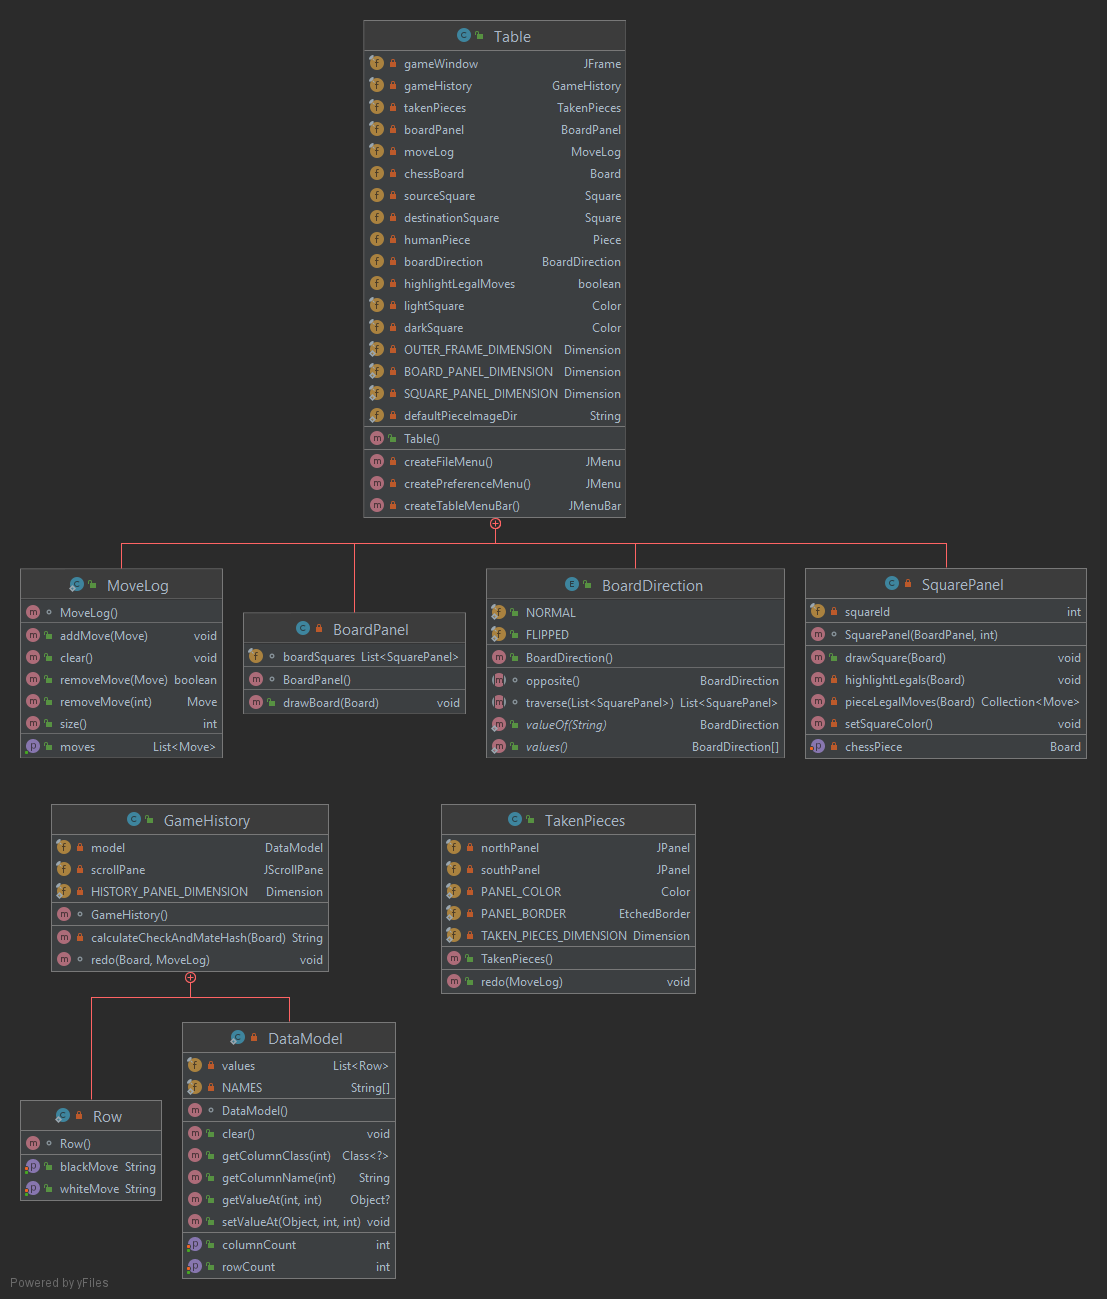 Table
gameWindow JFrame
gameHistory GameHistory
takenPieces TakenPieces
boardPanel BoardPanel
moveLog MoveLog
chessBoard Board
sourceSquare Square
destinationSquare Square
humanPiece Piece
boardDirection BoardDirection
highlightLegalMoves boolean
lightSquare Color
darkSquare Color
OUTER_FRAME_DIMENSION Dimension
BOARD_PANEL_DIMENSION Dimension
SQUARE_PANEL_DIMENSION Dimension
defaultPieceImageDir String
Table()
createFileMenu() JMenu
createPreferenceMenu() JMenu
createTableMenuBar() JMenuBar
MoveLog
MoveLog()
addMove(Move) void
clear() void
removeMove(Move) boolean
removeMove(int) Move
size() int
moves List<Move>
BoardPanel
boardSquares List<SquarePanel>
BoardPanel()
drawBoard(Board) void
BoardDirection
NORMAL
FLIPPED
BoardDirection()
opposite() BoardDirection
traverse(List<SquarePanel>) List<SquarePanel>
valueOf(String) BoardDirection
values() BoardDirection[]
SquarePanel
squareId int
SquarePanel(BoardPanel, int)
drawSquare(Board) void
highlightLegals(Board) void
pieceLegalMoves(Board) Collection<Move>
setSquareColor() void
chessPiece Board
GameHistory
model DataModel
scrollPane JScrollPane
HISTORY_PANEL_DIMENSION Dimension
GameHistory()
calculateCheckAndMateHash(Board) String
redo(Board, MoveLog) void
TakenPieces
northPanel JPanel
southPanel JPanel
PANEL_COLOR Color
PANEL_BORDER EtchedBorder
TAKEN_PIECES_DIMENSION Dimension
TakenPieces()
redo(MoveLog) void
Row
Row()
blackMove String
whiteMove String
DataModel
values List<Row>
NAMES String[]
DataModel()
clear() void
getColumnClass(int) Class<?>
getColumnName(int) String
getValueAt(int, int) Object?
setValueAt(Object, int, int) void
columnCount int
rowCount int
Powered by yFiles